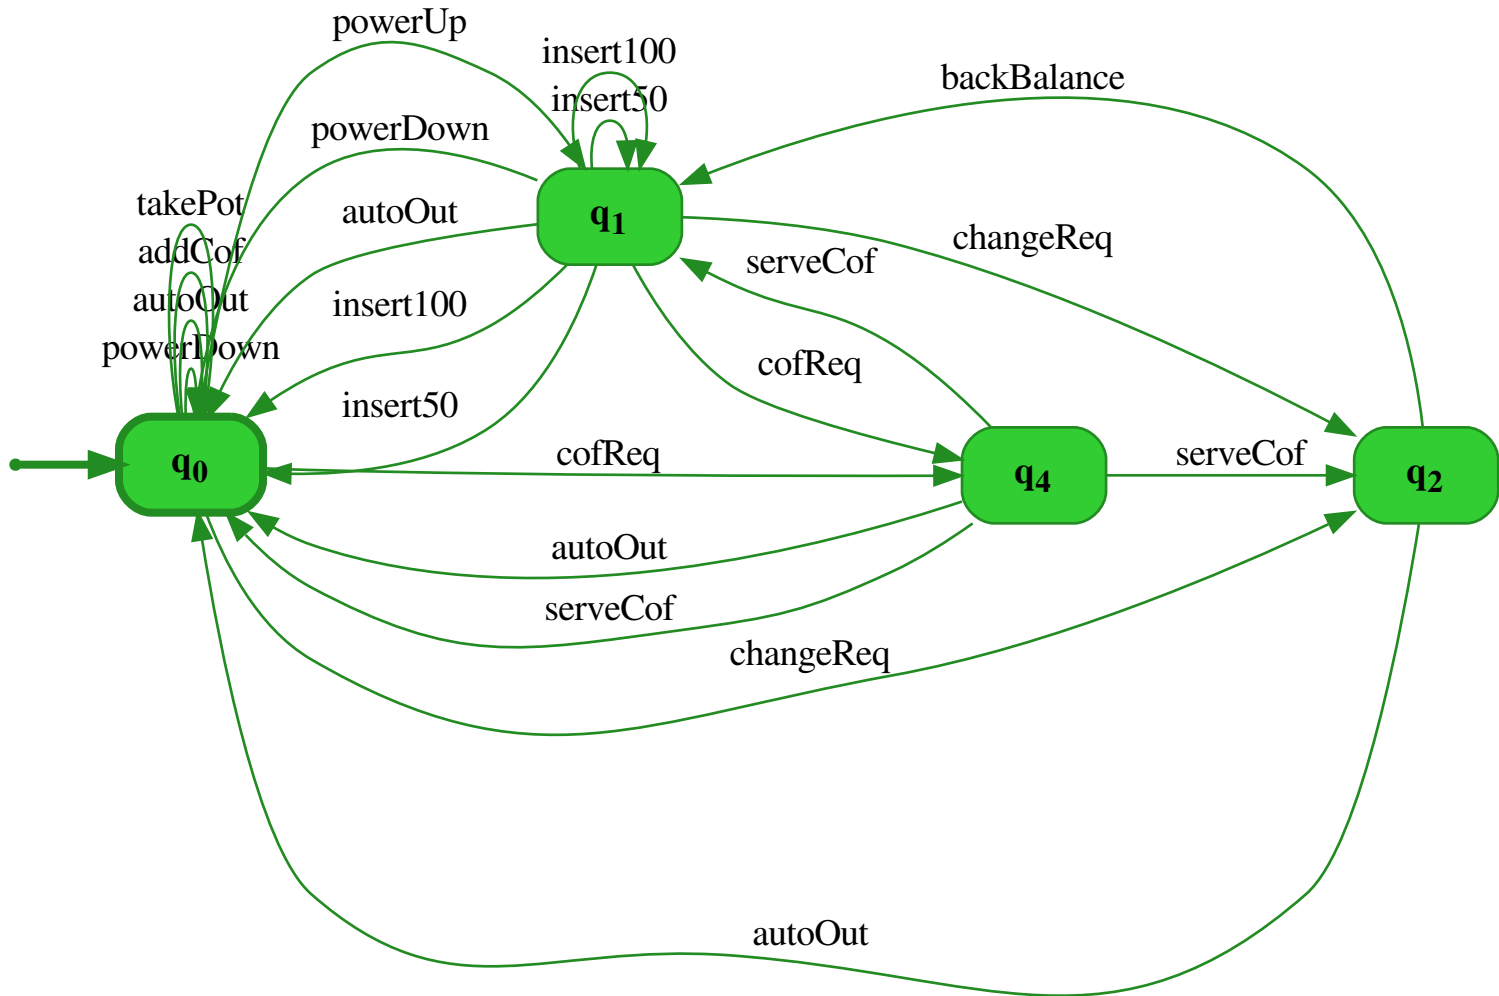 powerUp
insert100
insert50
backBalance
powerDown
takePot
autoOut
q1
changeReq
addCof
serveCof
autoOut
insert100
powerDown
cofReq
insert50
q0
cofReq
q4
serveCof
q2
autoOut
serveCof
changeReq
autoOut